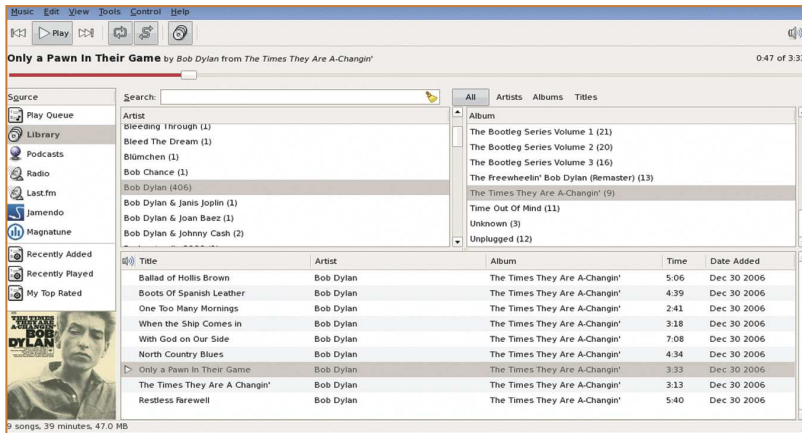 Music Edit View Tools Control Help
Play
Only a Pawn In Their Game by Bob Dylan from The Times They Are A-Changin'
0:47 of 3:33
Source
Play Queue
Library
Podcasts
Radio
Last.fm
Jamendo
Magnatune
Recently Added
Recently Played
My Top Rated
Search:
All Artists Albums Titles
Artist
Bleeding Through (1)
Bleed The Dream (1)
Blümchen (1)
Bob Chance (1)
Bob Dylan (406)
Bob Dylan & Janis Joplin (1)
Bob Dylan & Joan Baez (1)
Bob Dylan & Johnny Cash (2)
Album
The Bootleg Series Volume 1 (21)
The Bootleg Series Volume 2 (20)
The Bootleg Series Volume 3 (16)
The Freewheelin' Bob Dylan (Remaster) (13)
The Times They Are A-Changin' (9)
Time Out Of Mind (11)
Unknown (3)
Unplugged (12)
Title Artist Album Time Date Added
Ballad of Hollis Brown Bob Dylan The Times They Are A-Changin' 5:06 Dec 30 2006
Boots Of Spanish Leather Bob Dylan The Times They Are A-Changin' 4:39 Dec 30 2006
One Too Many Mornings Bob Dylan The Times They Are A-Changin' 2:41 Dec 30 2006
When the Ship Comes in Bob Dylan The Times They Are A-Changin' 3:18 Dec 30 2006
With God on Our Side Bob Dylan The Times They Are A-Changin' 7:08 Dec 30 2006
North Country Blues Bob Dylan The Times They Are A-Changin' 4:34 Dec 30 2006
Only a Pawn In Their Game Bob Dylan The Times They Are A-Changin' 3:33 Dec 30 2006
The Times They Are A Changin' Bob Dylan The Times They Are A-Changin' 3:13 Dec 30 2006
Restless Farewell Bob Dylan The Times They Are A-Changin' 5:40 Dec 30 2006
THE TIMES
THEY ARE
A-CHANGIN'
BOB
DYLAN
9 songs, 39 minutes, 47.0 MB